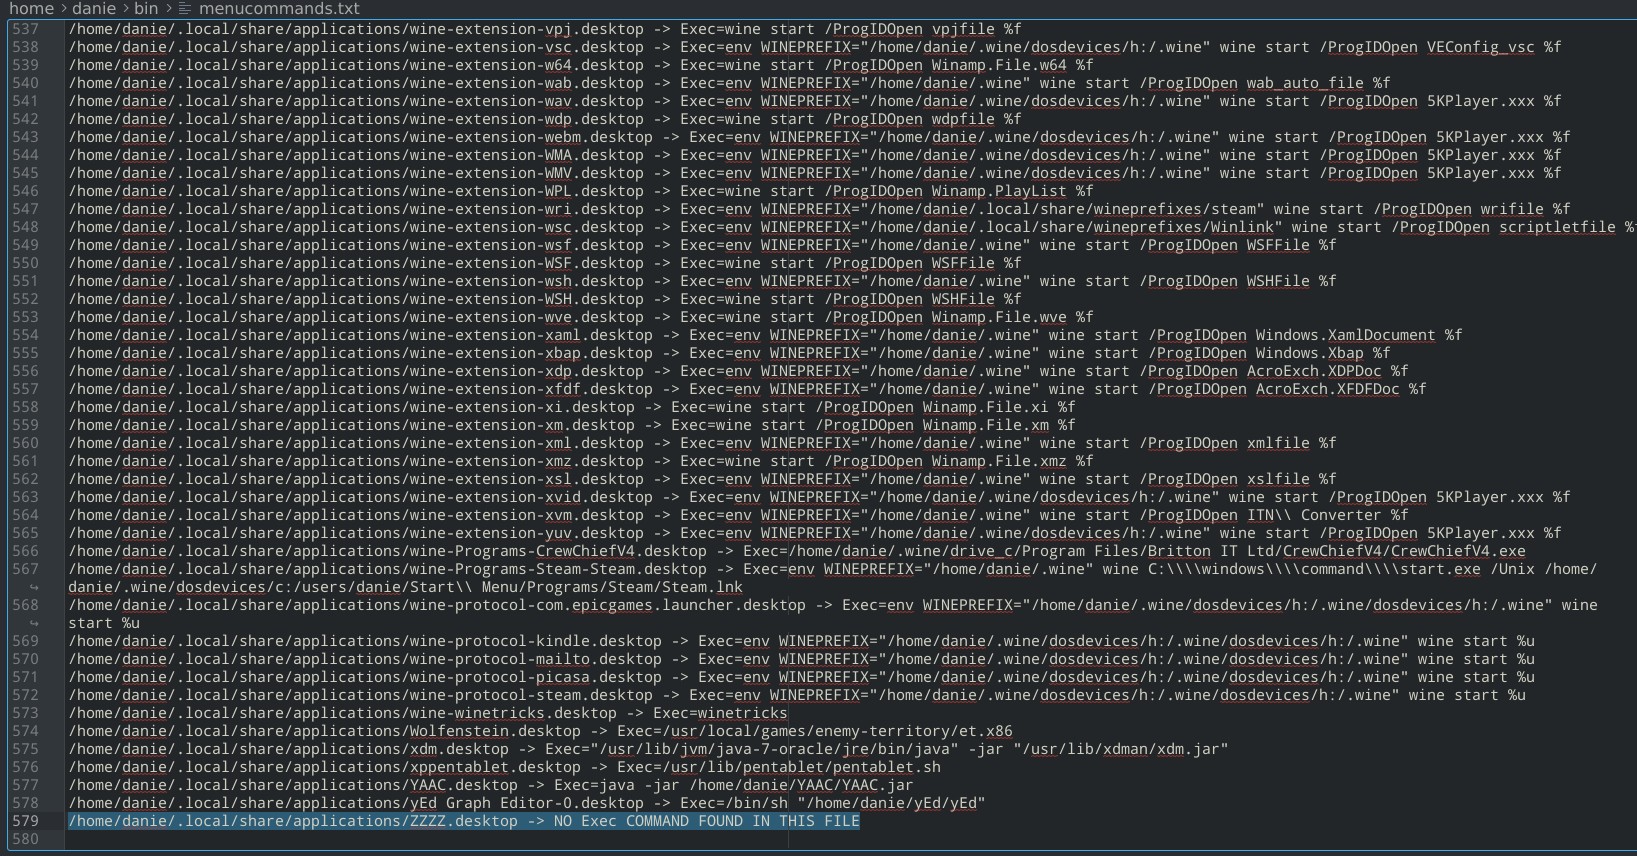 home > danie > bin > menucommands.txt
537 /home/danie/.local/share/applications/wine-extension-vpj.desktop -> Exec=wine start /ProgIDOpen vpjfile %f
538 /home/danie/.local/share/applications/wine-extension-vsc.desktop -> Exec=env WINEPREFIX="/home/danie/.wine/dosdevices/h:/.wine" wine start /ProgIDOpen VEConfig_vsc %f
539 /home/danie/.local/share/applications/wine-extension-w64.desktop -> Exec=wine start /ProgIDOpen Winamp.File.w64 %f
540 /home/danie/.local/share/applications/wine-extension-wab.desktop -> Exec=env WINEPREFIX="/home/danie/.wine" wine start /ProgIDOpen wab_auto_file %f
541 /home/danie/.local/share/applications/wine-extension-wav.desktop -> Exec=env WINEPREFIX="/home/danie/.wine/dosdevices/h:/.wine" wine start /ProgIDOpen 5KPlayer.xxx %f
542 /home/danie/.local/share/applications/wine-extension-wdp.desktop -> Exec=wine start /ProgIDOpen wdpfile %f
543 /home/danie/.local/share/applications/wine-extension-webm.desktop -> Exec=env WINEPREFIX="/home/danie/.wine/dosdevices/h:/.wine" wine start /ProgIDOpen 5KPlayer.xxx %f
544 /home/danie/.local/share/applications/wine-extension-WMA.desktop -> Exec=env WINEPREFIX="/home/danie/.wine/dosdevices/h:/.wine" wine start /ProgIDOpen 5KPlayer.xxx %f
545 /home/danie/.local/share/applications/wine-extension-WMV.desktop -> Exec=env WINEPREFIX="/home/danie/.wine/dosdevices/h:/.wine" wine start /ProgIDOpen 5KPlayer.xxx %f
546 /home/danie/.local/share/applications/wine-extension-WPL.desktop -> Exec=wine start /ProgIDOpen Winamp.PlayList %f
547 /home/danie/.local/share/applications/wine-extension-wri.desktop -> Exec=env WINEPREFIX="/home/danie/.local/share/wineprefixes/steam" wine start /ProgIDOpen wrifile %f
548 /home/danie/.local/share/applications/wine-extension-wsc.desktop -> Exec=env WINEPREFIX="/home/danie/.local/share/wineprefixes/Winlink" wine start /ProgIDOpen scriptletfile %f
549 /home/danie/.local/share/applications/wine-extension-wsf.desktop -> Exec=env WINEPREFIX="/home/danie/.wine" wine start /ProgIDOpen WSFFile %f
550 /home/danie/.local/share/applications/wine-extension-WSF.desktop -> Exec=wine start /ProgIDOpen WSFFile %f
551 /home/danie/.local/share/applications/wine-extension-wsh.desktop -> Exec=env WINEPREFIX="/home/danie/.wine" wine start /ProgIDOpen WSHFile %f
552 /home/danie/.local/share/applications/wine-extension-WSH.desktop -> Exec=wine start /ProgIDOpen WSHFile %f
553 /home/danie/.local/share/applications/wine-extension-wve.desktop -> Exec=wine start /ProgIDOpen Winamp.File.wve %f
554 /home/danie/.local/share/applications/wine-extension-xaml.desktop -> Exec=env WINEPREFIX="/home/danie/.wine" wine start /ProgIDOpen Windows.XamlDocument %f
555 /home/danie/.local/share/applications/wine-extension-xbap.desktop -> Exec=env WINEPREFIX="/home/danie/.wine" wine start /ProgIDOpen Windows.Xbap %f
556 /home/danie/.local/share/applications/wine-extension-xdp.desktop -> Exec=env WINEPREFIX="/home/danie/.wine" wine start /ProgIDOpen AcroExch.XDPDoc %f
557 /home/danie/.local/share/applications/wine-extension-xfdf.desktop -> Exec=env WINEPREFIX="/home/danie/.wine" wine start /ProgIDOpen AcroExch.XFDFDoc %f
558 /home/danie/.local/share/applications/wine-extension-xi.desktop -> Exec=wine start /ProgIDOpen Winamp.File.xi %f
559 /home/danie/.local/share/applications/wine-extension-xm.desktop -> Exec=wine start /ProgIDOpen Winamp.File.xm %f
560 /home/danie/.local/share/applications/wine-extension-xml.desktop -> Exec=env WINEPREFIX="/home/danie/.wine" wine start /ProgIDOpen xmlfile %f
561 /home/danie/.local/share/applications/wine-extension-xmz.desktop -> Exec=wine start /ProgIDOpen Winamp.File.xmz %f
562 /home/danie/.local/share/applications/wine-extension-xsl.desktop -> Exec=env WINEPREFIX="/home/danie/.wine" wine start /ProgIDOpen xslfile %f
563 /home/danie/.local/share/applications/wine-extension-xvid.desktop -> Exec=env WINEPREFIX="/home/danie/.wine/dosdevices/h:/.wine" wine start /ProgIDOpen 5KPlayer.xxx %f
564 /home/danie/.local/share/applications/wine-extension-xvm.desktop -> Exec=env WINEPREFIX="/home/danie/.wine" wine start /ProgIDOpen ITN\\ Converter %f
565 /home/danie/.local/share/applications/wine-extension-yuv.desktop -> Exec=env WINEPREFIX="/home/danie/.wine/dosdevices/h:/.wine" wine start /ProgIDOpen 5KPlayer.xxx %f
566 /home/danie/.local/share/applications/wine-Programs-CrewChiefV4.desktop -> Exec=/home/danie/.wine/drive_c/Program Files/Britton IT Ltd/CrewChiefV4/CrewChiefV4.exe
567 /home/danie/.local/share/applications/wine-Programs-Steam-Steam.desktop -> Exec=env WINEPREFIX="/home/danie/.wine" wine C:\\\\windows\\\\command\\\\start.exe /Unix /home/
danie/.wine/dosdevices/c:/users/danie/Start\\ Menu/Programs/Steam/Steam.lnk
568 /home/danie/.local/share/applications/wine-protocol-com.epicgames.launcher.desktop -> Exec=env WINEPREFIX="/home/danie/.wine/dosdevices/h:/.wine/dosdevices/h:/.wine" wine
start %u
569 /home/danie/.local/share/applications/wine-protocol-kindle.desktop -> Exec=env WINEPREFIX="/home/danie/.wine/dosdevices/h:/.wine/dosdevices/h:/.wine" wine start %u
570 /home/danie/.local/share/applications/wine-protocol-mailto.desktop -> Exec=env WINEPREFIX="/home/danie/.wine/dosdevices/h:/.wine/dosdevices/h:/.wine" wine start %u
571 /home/danie/.local/share/applications/wine-protocol-picasa.desktop -> Exec=env WINEPREFIX="/home/danie/.wine/dosdevices/h:/.wine/dosdevices/h:/.wine" wine start %u
572 /home/danie/.local/share/applications/wine-protocol-steam.desktop -> Exec=env WINEPREFIX="/home/danie/.wine/dosdevices/h:/.wine/dosdevices/h:/.wine" wine start %u
573 /home/danie/.local/share/applications/wine-winetricks.desktop -> Exec=winetricks
574 /home/danie/.local/share/applications/Wolfenstein.desktop -> Exec=/usr/local/games/enemy-territory/et.x86
575 /home/danie/.local/share/applications/xdm.desktop -> Exec="/usr/lib/jvm/java-7-oracle/jre/bin/java" -jar "/usr/lib/xdman/xdm.jar"
576 /home/danie/.local/share/applications/xppentablet.desktop -> Exec=/usr/lib/pentablet/pentablet.sh
577 /home/danie/.local/share/applications/YAAC.desktop -> Exec=java -jar /home/danie/YAAC/YAAC.jar
578 /home/danie/.local/share/applications/yEd Graph Editor-0.desktop -> Exec=/bin/sh "/home/danie/yEd/yEd"
579 /home/danie/.local/share/applications/ZZZZ.desktop -> NO Exec COMMAND FOUND IN THIS FILE
580